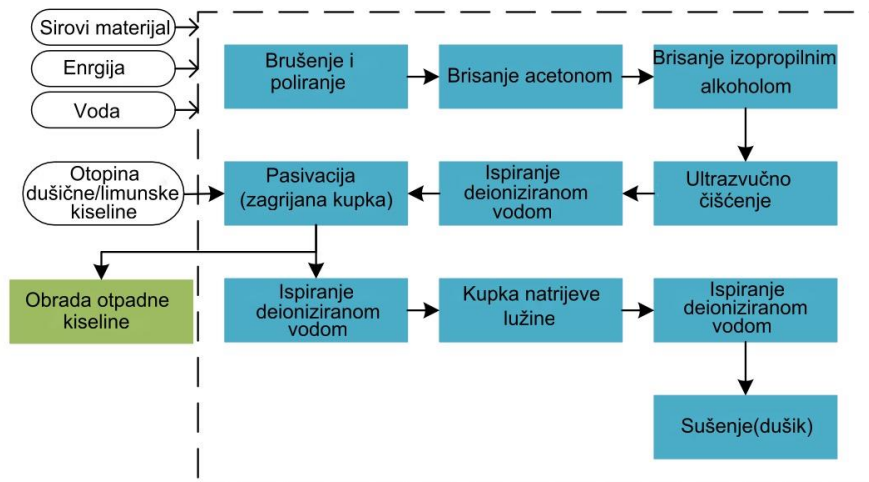 Sirovi materijal
Enrgija
Voda
Brušenje i
poliranje
Brisanje acetonom
Brisanje izopropilnim
alkoholom
Otopina
dušične/limunske
kiseline
Pasivacija
(zagrijana kupka)
Ispiranje
deioniziranom
vodom
Ultrazvučno
čišćenje
Obrada otpadne
kiseline
Ispiranje
deioniziranom
vodom
Kupka natrijeve
lužine
Ispiranje
deioniziranom
vodom
Sušenje(dušik)